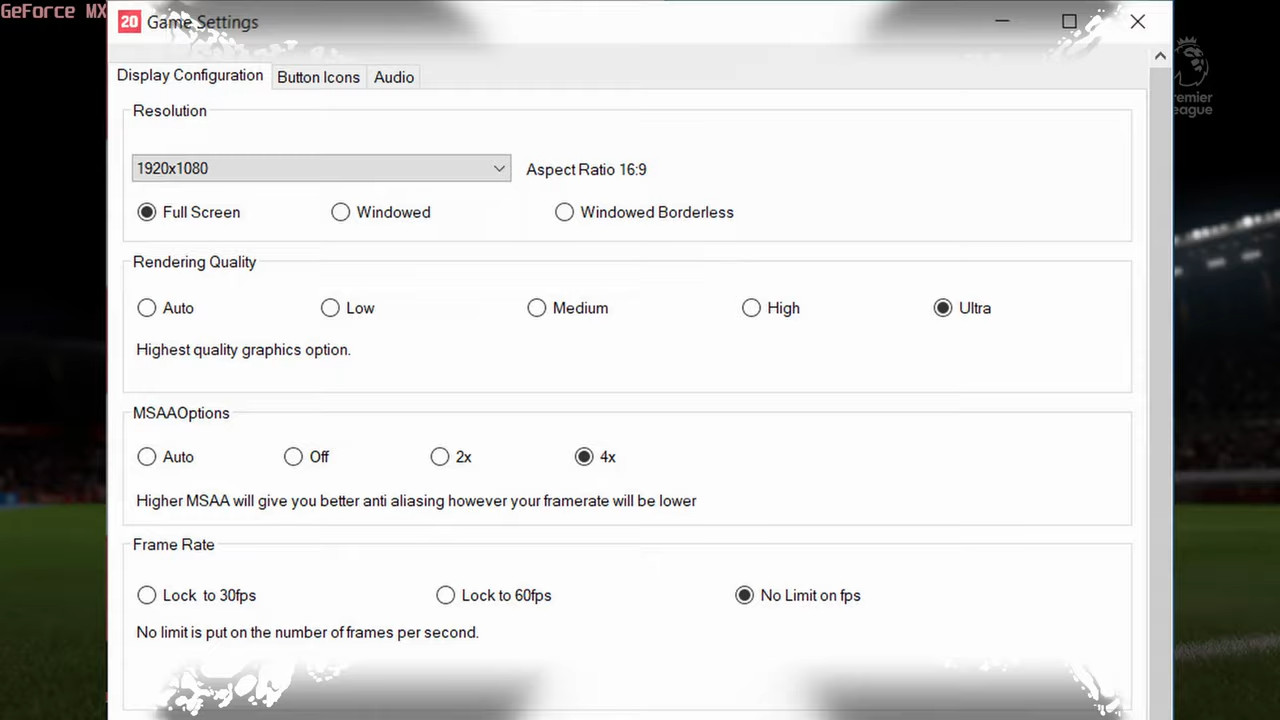 GeForce MX
20 Game Settings
Display Configuration Button Icons Audio
Resolution
1920x1080 Aspect Ratio 16:9
Full Screen Windowed Windowed Borderless
Rendering Quality
Auto Low Medium High Ultra
Highest quality graphics option.
MSAAOptions
Auto Off 2x 4x
Higher MSAA will give you better anti aliasing however your framerate will be lower
Frame Rate
Lock to 30fps Lock to 60fps No Limit on fps
No limit is put on the number of frames per second.
remier
eague